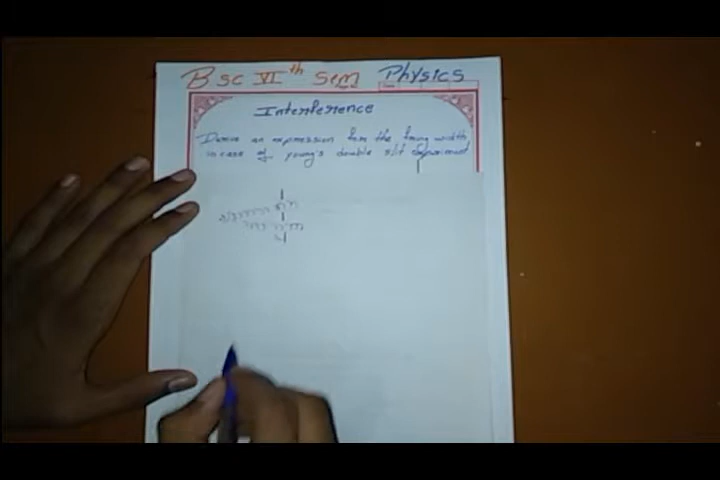 BSC VI th Sem Physics
Interference
Derive an expression for the fring width
in case of young's double slit Experiment